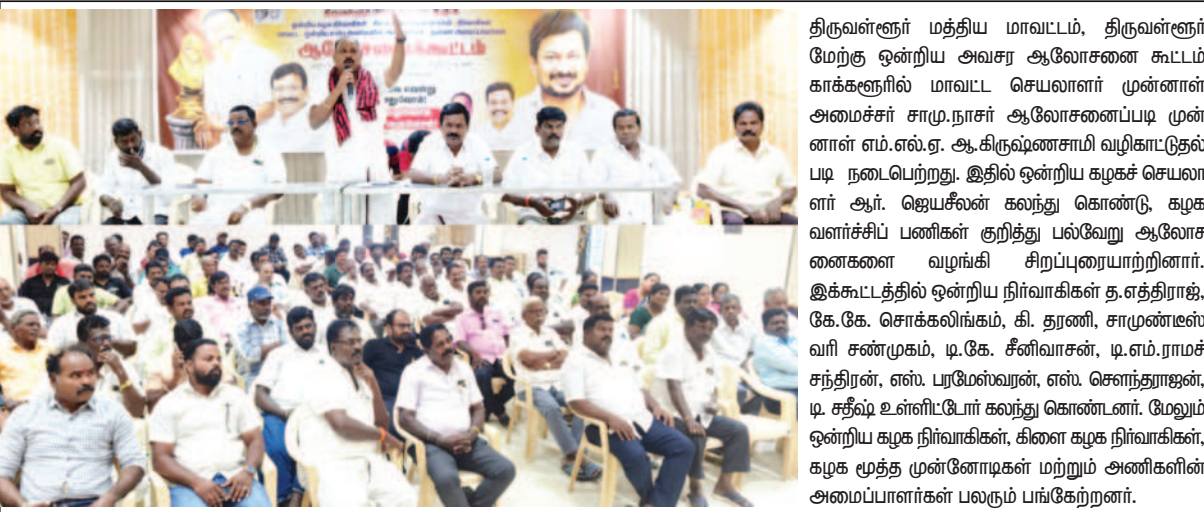 ஆலோசனைக்கூட்டம்
திருவள்ளூர் மத்திய மாவட்டம், திருவள்ளூர்
மேற்கு ஒன்றிய அவசர ஆலோசனை கூட்டம்
காக்களூரில் மாவட்ட செயலாளர் முன்னாள்
அமைச்சர் சாமு.நாசர் ஆலோசனைப்படி முன்
னாள் எம்.எல்.ஏ. ஆ.கிருஷ்ணசாமி வழிகாட்டுதல்
படி நடைபெற்றது. இதில் ஒன்றிய கழகச் செயலா
ளர் ஆர். ஜெயசீலன் கலந்து கொண்டு, கழக
வளர்ச்சிப் பணிகள் குறித்து பல்வேறு ஆலோச
னைகளை வழங்கி சிறப்புரையாற்றினார்.
இக்கூட்டத்தில் ஒன்றிய நிர்வாகிகள் த.எத்திராஜ்,
கே.கே. சொக்கலிங்கம், கி. தரணி, சாமுண்டீஸ்
வரி சண்முகம், டி.கே. சீனிவாசன், டி.எம்.ராமச்
சந்திரன், எஸ். பரமேஸ்வரன், எஸ். சௌந்தராஜன்,
டி. சதீஷ் உள்ளிட்டோர் கலந்து கொண்டனர். மேலும்
ஒன்றிய கழக நிர்வாகிகள், கிளை கழக நிர்வாகிகள்,
கழக மூத்த முன்னோடிகள் மற்றும் அணிகளின்
அமைப்பாளர்கள் பலரும் பங்கேற்றனர்.